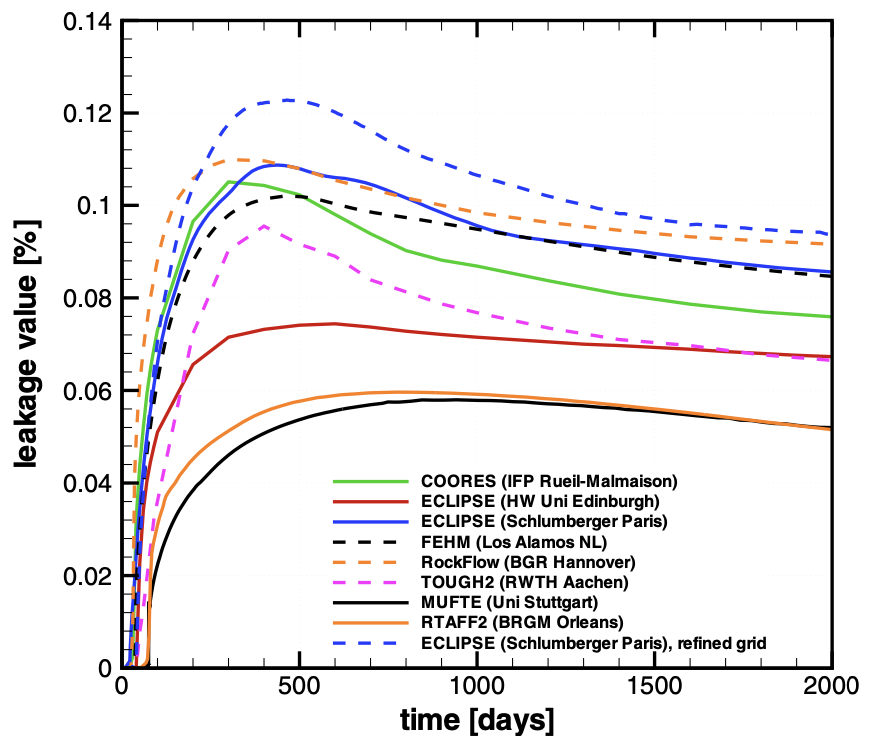 0.14
0.12
0.1
0.08
0.06
0.04
0.02
0
leakage value [%]
COORES (IFP Rueil-Malmaison)
ECLIPSE (HW Uni Edinburgh)
ECLIPSE (Schlumberger Paris)
FEHM (Los Alamos NL)
RockFlow (BGR Hannover)
TOUGH2 (RWTH Aachen)
MUFTE (Uni Stuttgart)
RTAFF2 (BRGM Orleans)
ECLIPSE (Schlumberger Paris), refined grid
0 500 1000 1500 2000
time [days]